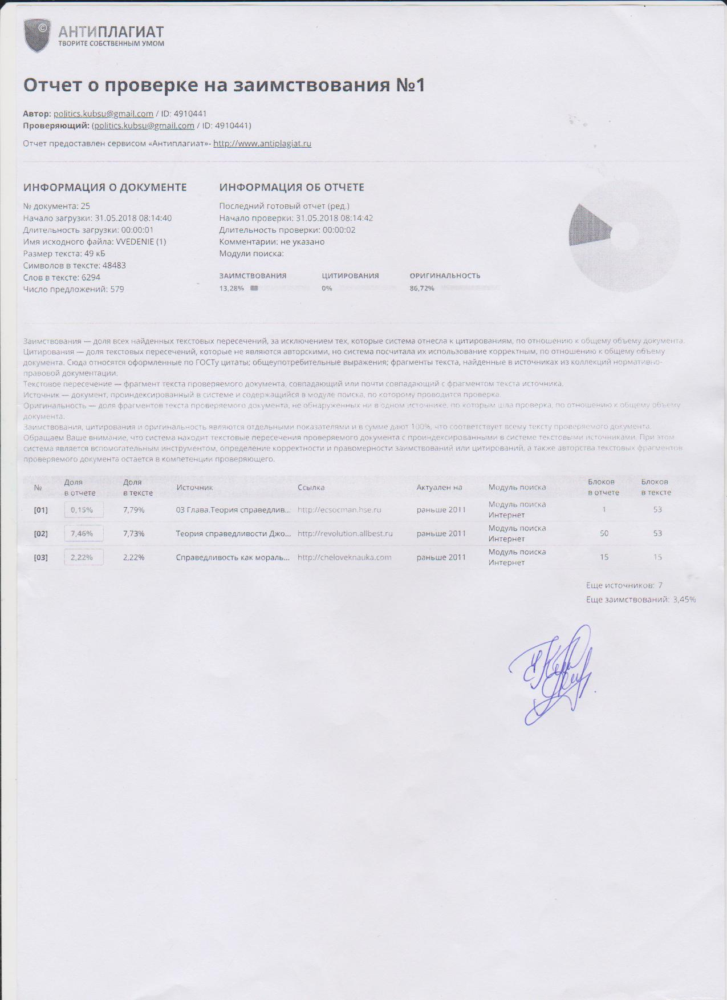 ©
АНТИПЛАГИАТ
ТВОРИТЕ СОБСТВЕННЫМ УМОМ
Отчет о проверке на заимствования №1
Автор: politics.kubsu@gmail.com / ID: 4910441
Проверяющий: (politics.kubsu@gmail.com / ID: 4910441)
Отчет предоставлен сервисом «Антиплагиат»- http://www.antiplagiat.ru
ИНФОРМАЦИЯ О ДОКУМЕНТЕ
№ документа: 25
Начало загрузки: 31.05.2018 08:14:40
Длительность загрузки: 00:00:01
Имя исходного файла: VVEDENIE (1)
Размер текста: 49 кБ
Cимволов в тексте: 48483
Слов в тексте: 6294
Число предложений: 579
ИНФОРМАЦИЯ ОБ ОТЧЕТЕ
Последний готовый отчет (ред.)
Начало проверки: 31.05.2018 08:14:42
Длительность проверки: 00:00:02
Комментарии: не указано
Модули поиска:
ЗАИМСТВОВАНИЯ ЦИТИРОВАНИЯ ОРИГИНАЛЬНОСТЬ
13,28% 0% 86,72%
Заимствования — доля всех найденных текстовых пересечений, за исключением тех, которые система отнесла к цитированиям, по отношению к общему объему документа.
Цитирования — доля текстовых пересечений, которые не являются авторскими, но система посчитала их использование корректным, по отношению к общему объему
документа. Сюда относятся оформленные по ГОСТу цитаты; общеупотребительные выражения; фрагменты текста, найденные в источниках из коллекций нормативно-
правовой документации.
Текстовое пересечение — фрагмент текста проверяемого документа, совпадающий или почти совпадающий с фрагментом текста источника.
Источник — документ, проиндексированный в системе и содержащийся в модуле поиска, по которому проводится проверка.
Оригинальность — доля фрагментов текста проверяемого документа, не обнаруженных ни в одном источнике, по которым шла проверка, по отношению к общему объему
документа.
Заимствования, цитирования и оригинальность являются отдельными показателями и в сумме дают 100%, что соответствует всему тексту проверяемого документа.
Обращаем Ваше внимание, что система находит текстовые пересечения проверяемого документа с проиндексированными в системе текстовыми источниками. При этом
система является вспомогательным инструментом, определение корректности и правомерности заимствований или цитирований, а также авторства текстовых фрагментов
проверяемого документа остается в компетенции проверяющего.
№ Доля в отчете Доля в тексте Источник Ссылка Актуален на Модуль поиска Блоков в отчете Блоков в тексте
[01] 0,15% 7,79% 03 Глава.Теория справедлив... http://ecsocman.hse.ru раньше 2011 Модуль поиска Интернет 1 53
[02] 7,46% 7,73% Теория справедливости Джо... http://revolution.allbest.ru раньше 2011 Модуль поиска Интернет 50 53
[03] 2,22% 2,22% Справедливость как мораль... http://cheloveknauka.com раньше 2011 Модуль поиска Интернет 15 15
Еще источников: 7
Еще заимствований: 3,45%